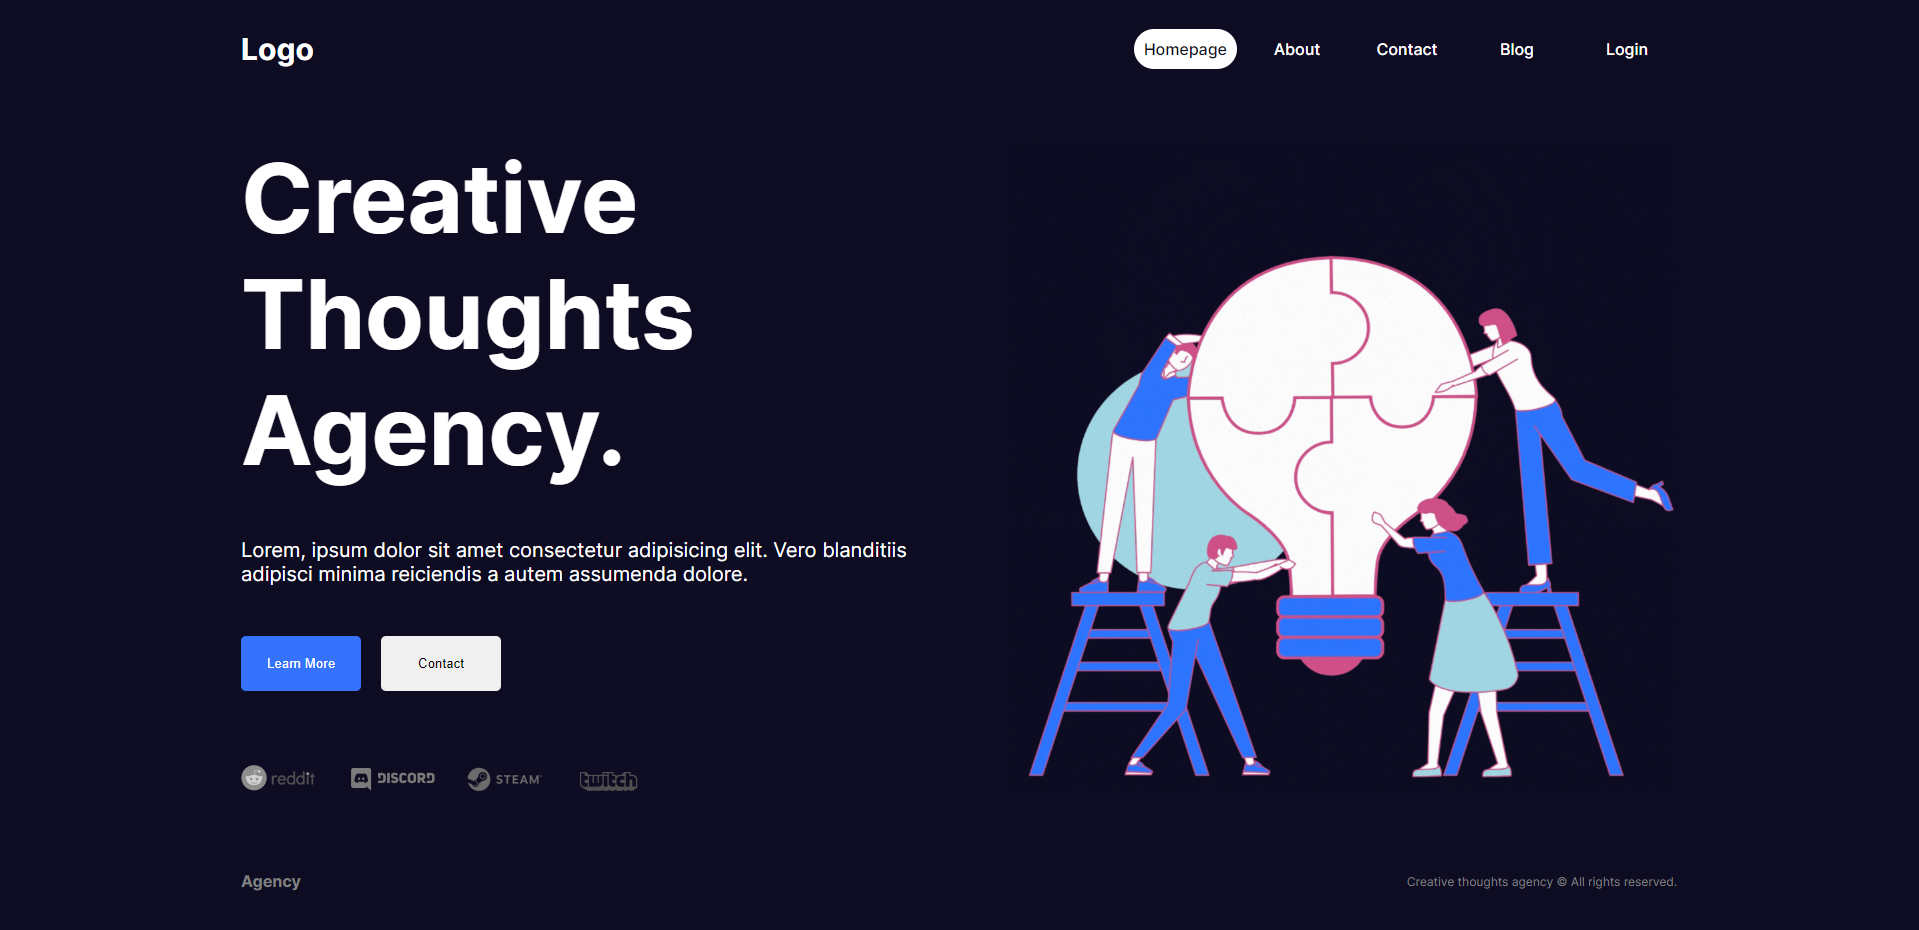 Logo
Homepage
About
Contact
Blog
Login
Creative
Thoughts
Agency.
Lorem, ipsum dolor sit amet consectetur adipisicing elit. Vero blanditiis
adipisci minima reiciendis a autem assumenda dolore.
Learn More
Contact
reddit
DISCORD
STEAM
twitch
Agency
Creative thoughts agency © All rights reserved.